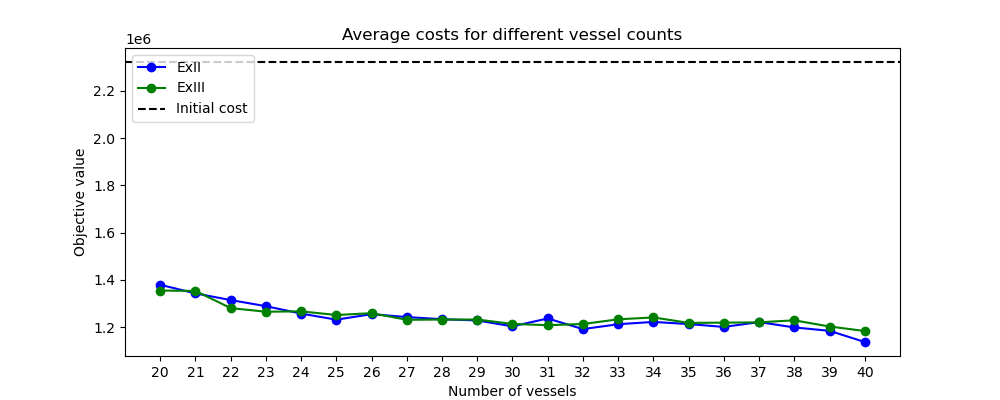 Average costs for different vessel counts
1e6
ExII
ExIII
Initial cost
2.2
2.0
1.8
1.6
1.4
1.2
Objective value
20 21 22 23 24 25 26 27 28 29 30 31 32 33 34 35 36 37 38 39 40
Number of vessels